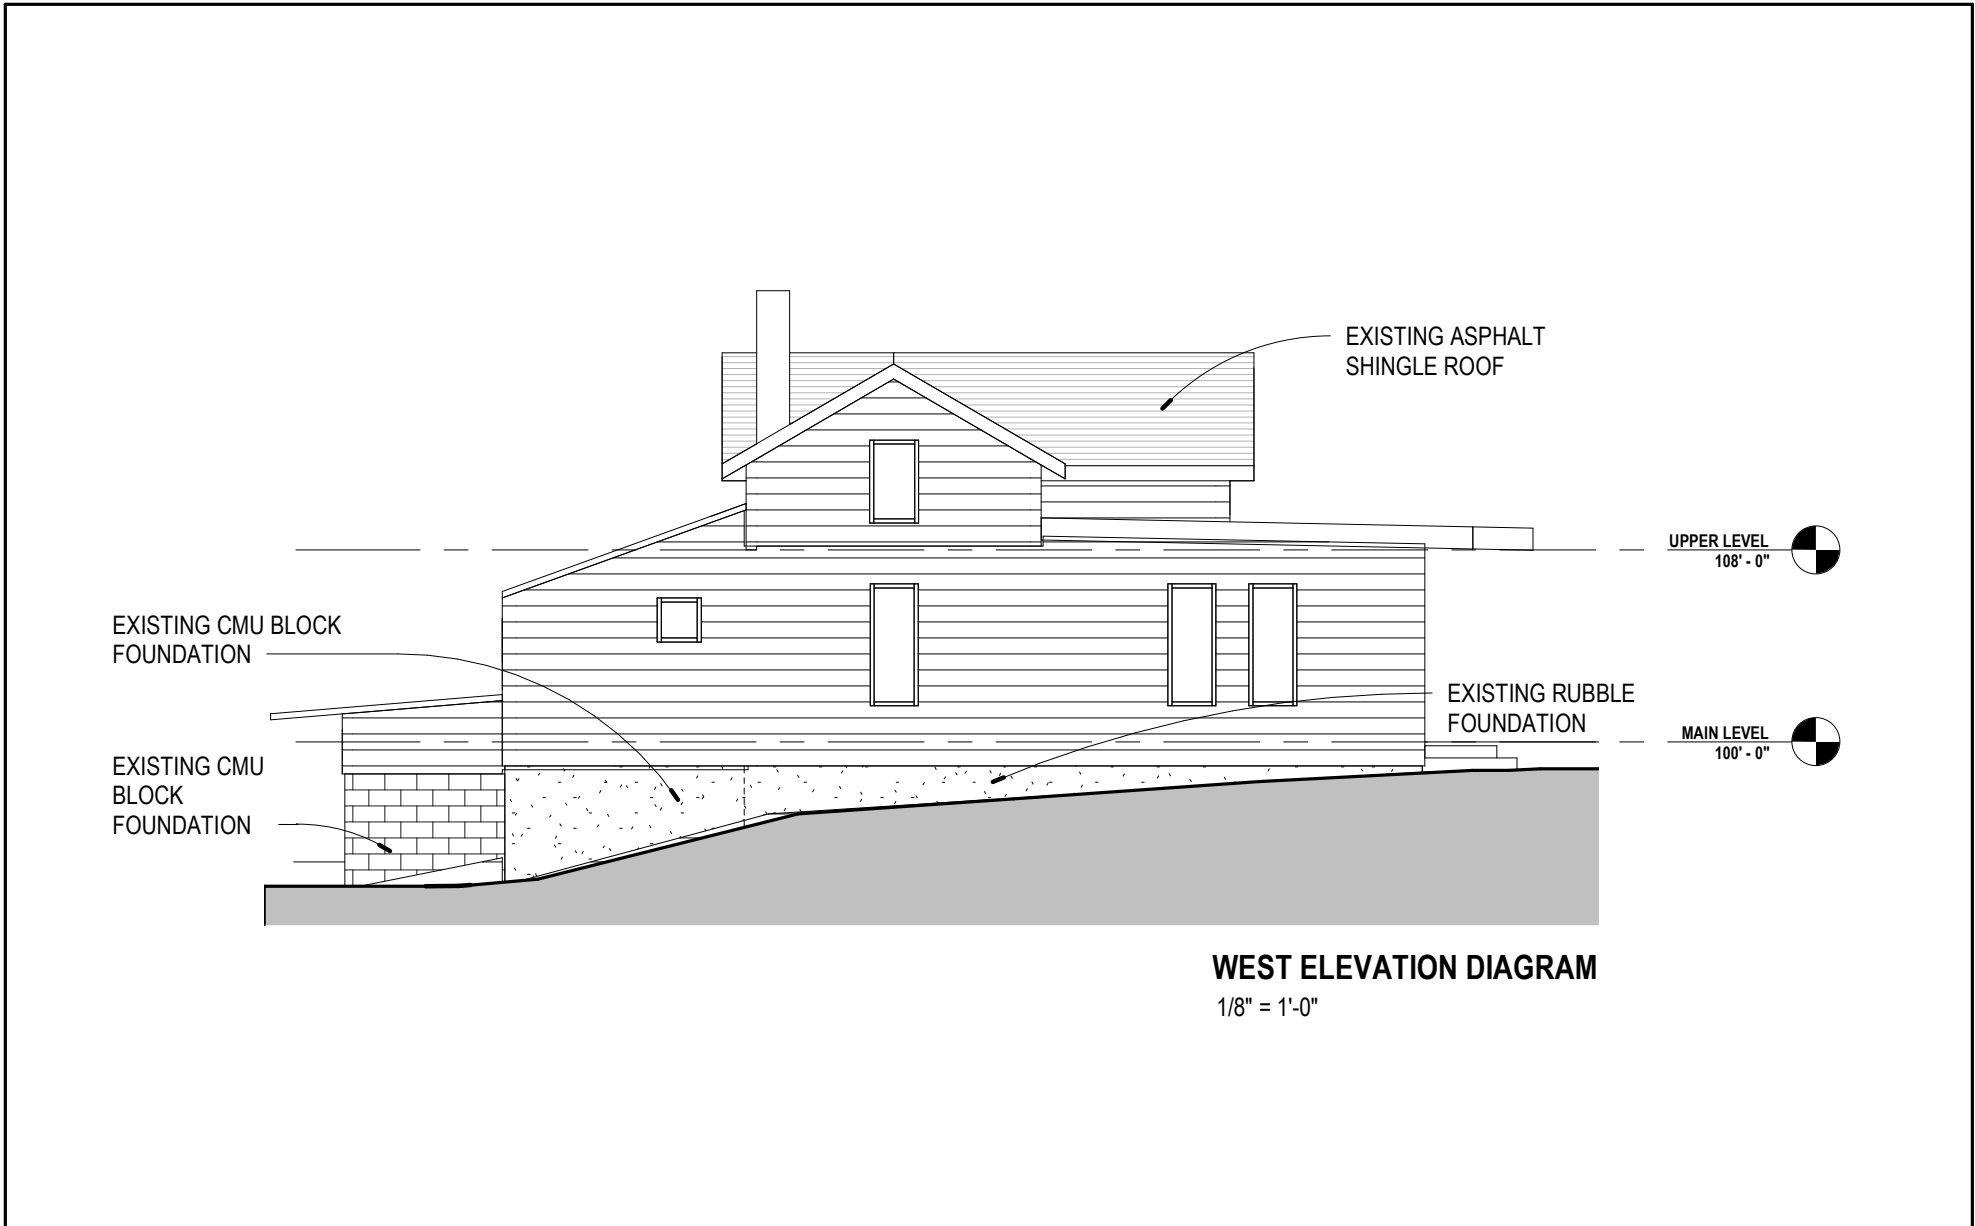 EXISTING ASPHALT
SHINGLE ROOF
UPPER LEVEL
108' - 0"
EXISTING CMU BLOCK
FOUNDATION
EXISTING RUBBLE
FOUNDATION
MAIN LEVEL
100' - 0"
EXISTING CMU
BLOCK
FOUNDATION
WEST ELEVATION DIAGRAM
1/8" = 1'-0"